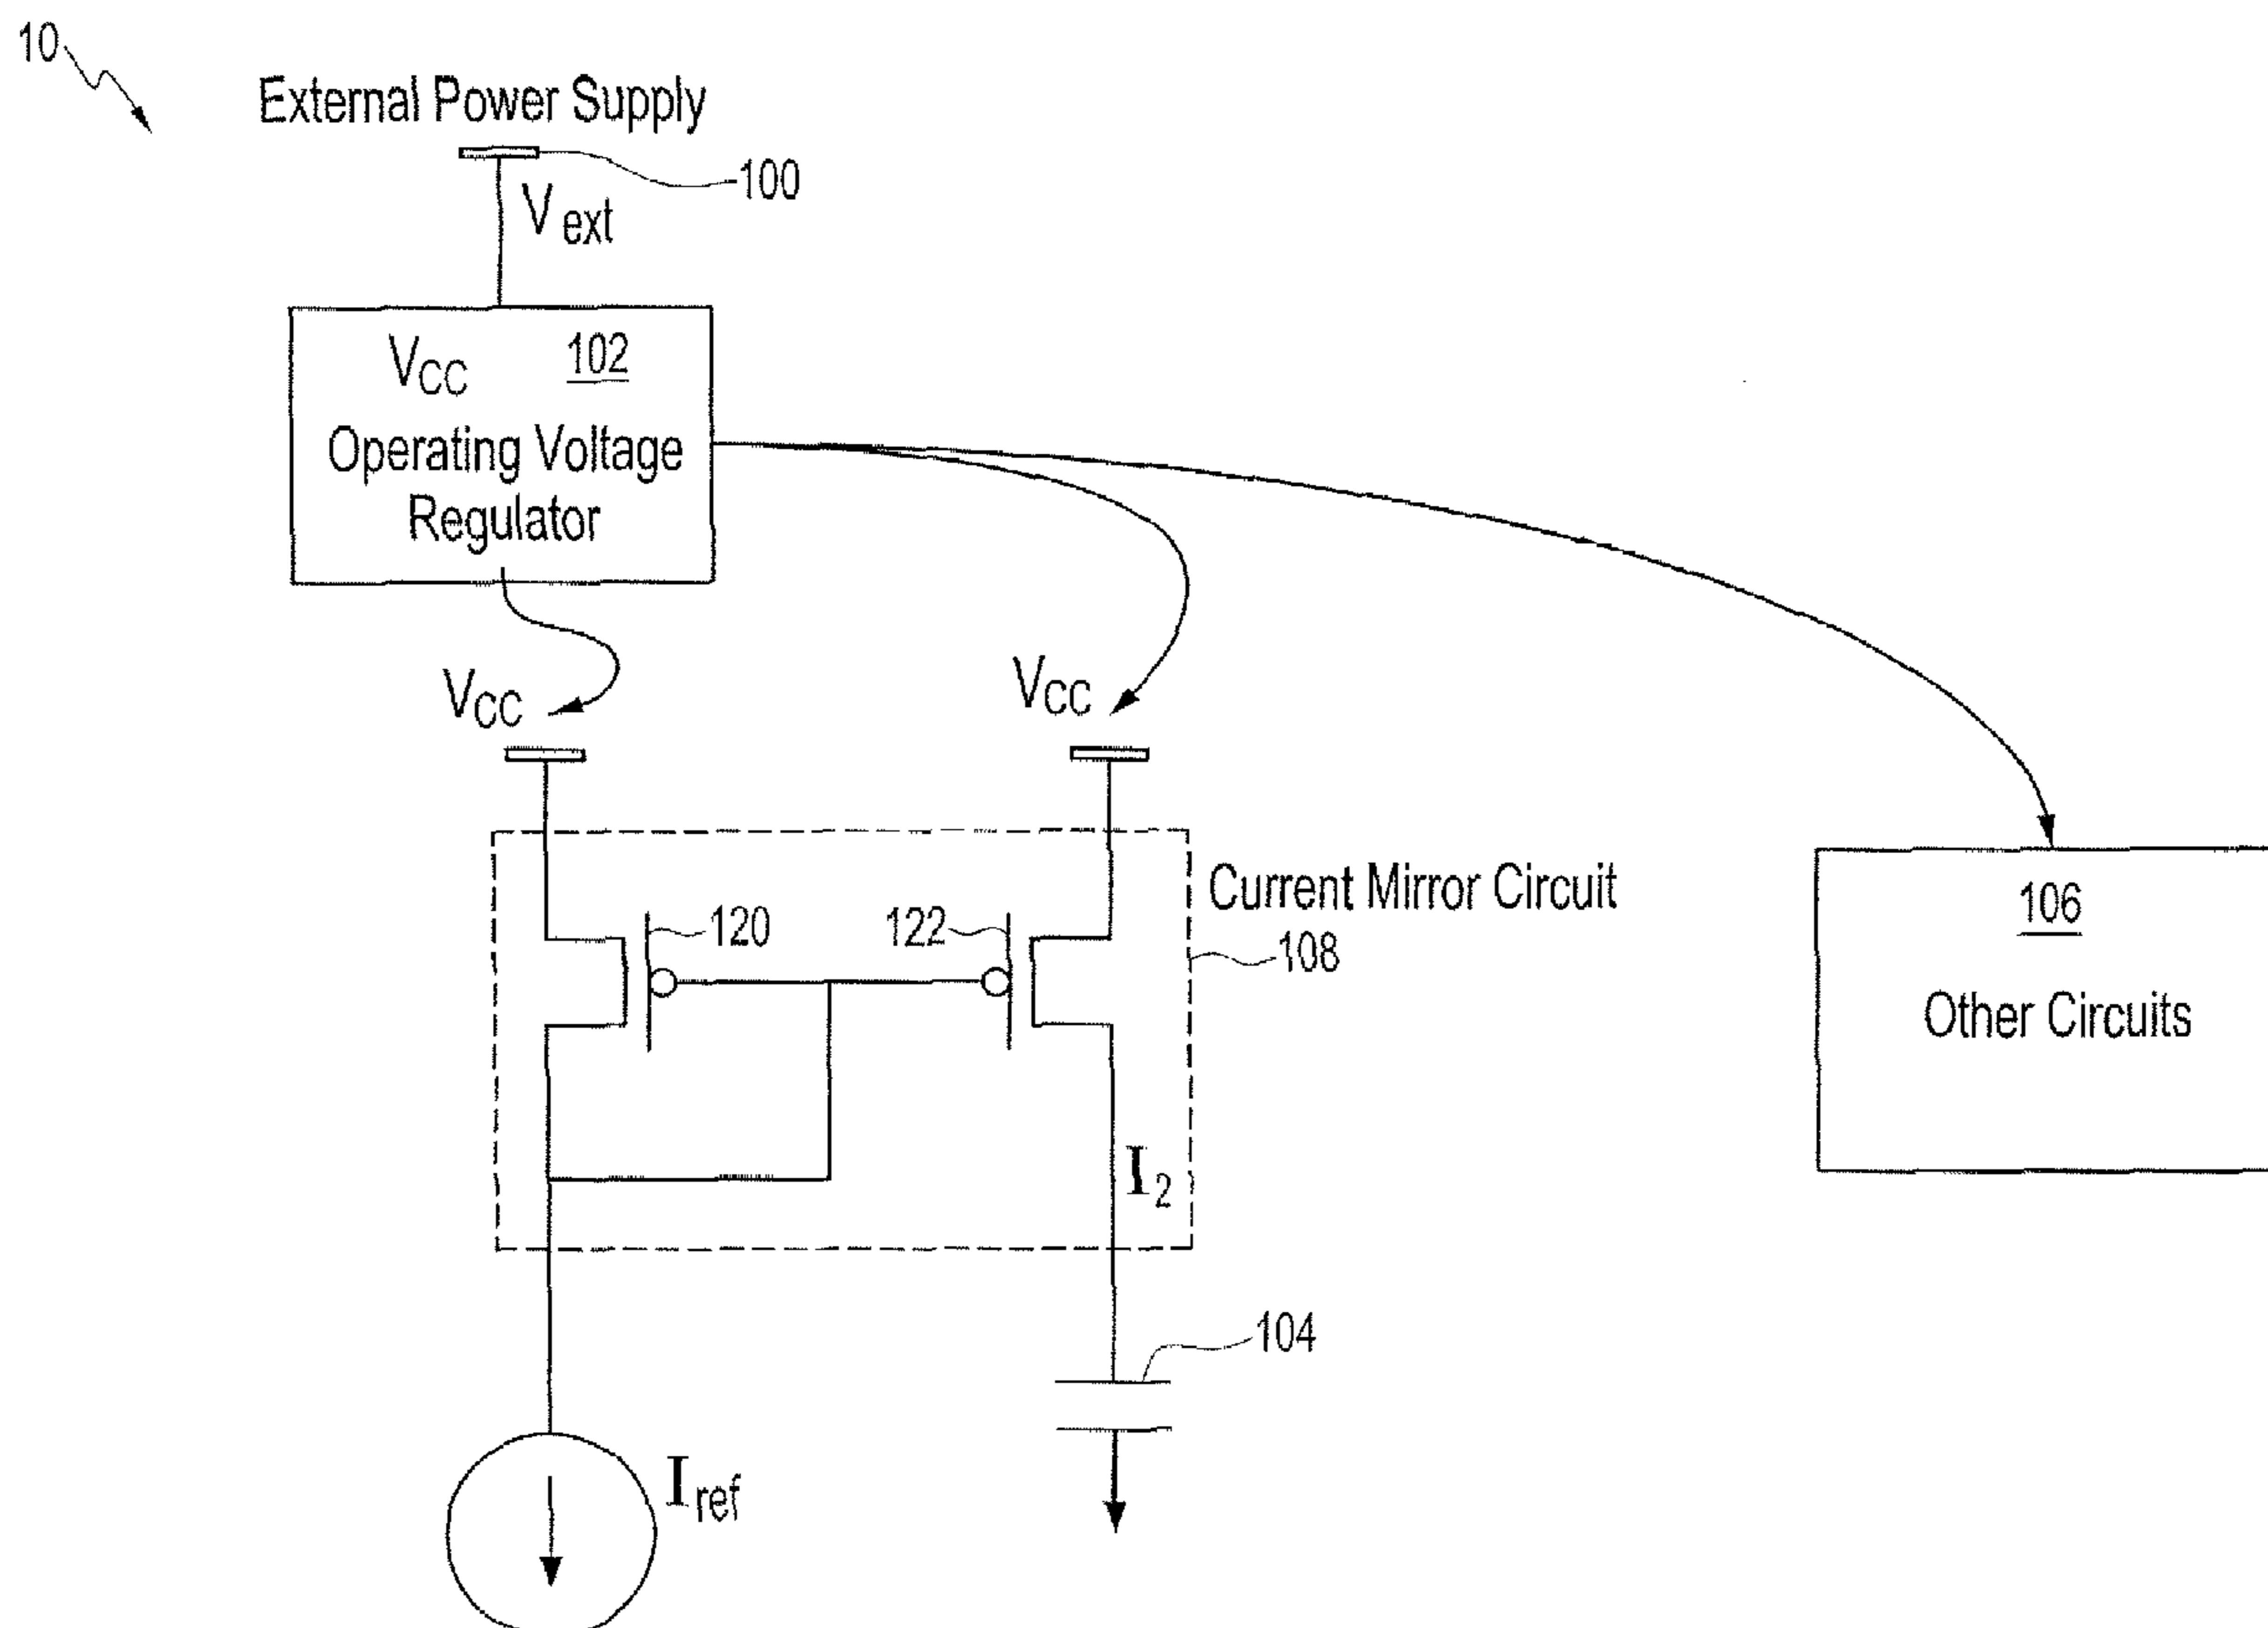 10
External Power Supply
100
Vext
VCC 102
Operating Voltage
Regulator
VCC
VCC
Current Mirror Circuit
120
122
108
106
Other Circuits
I2
104
Iref